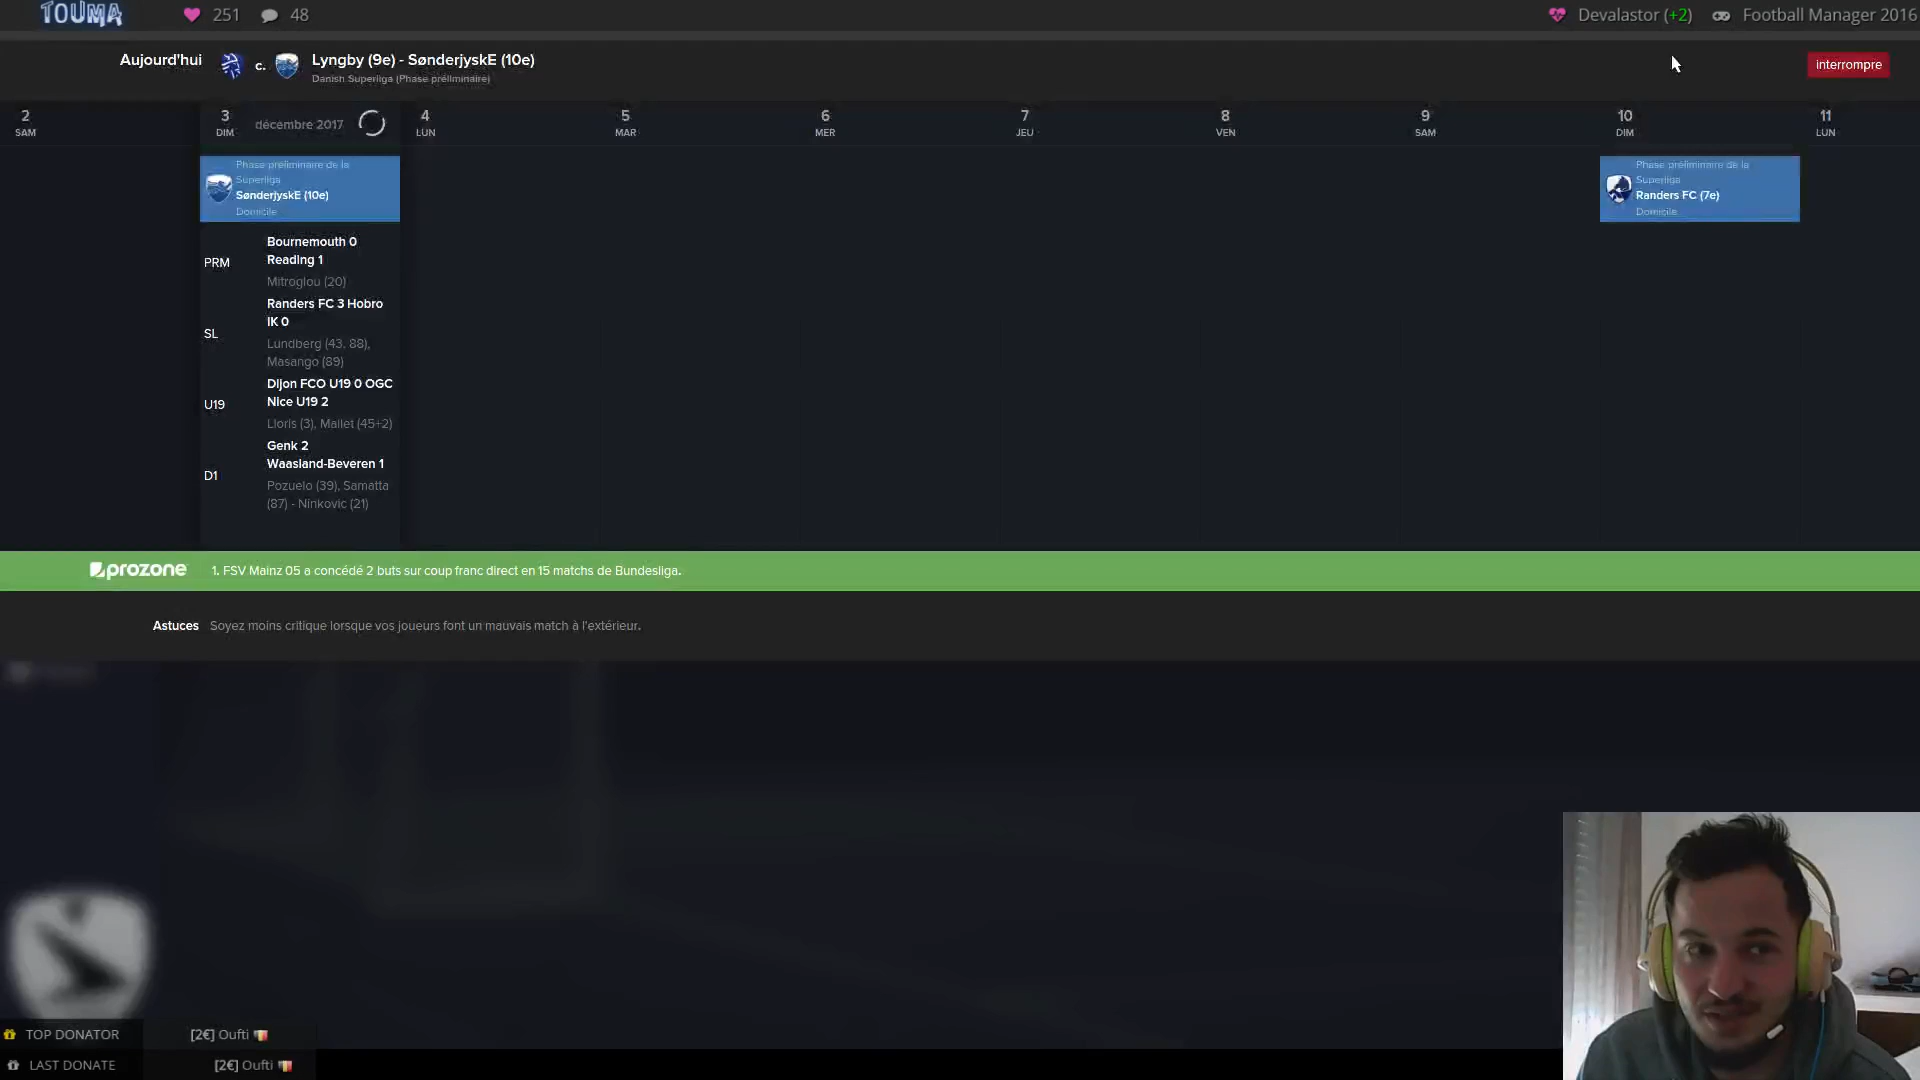 TOUMA 251 48 Devalastor (+2) Football Manager 2016
Aujourd'hui c. Lyngby (9e) - SønderjyskE (10e) interrompre
Danish Superliga (Phase préliminaire)
2 3 décembre 2017 4 5 6 7 8 9 10 11
SAM DIM LUN MAR MER JEU VEN SAM DIM LUN
Phase préliminaire de la
Superliga
SønderjyskE (10e)
Domicile
Phase préliminaire de la
Superliga
Randers FC (7e)
Domicile
PRM
Bournemouth 0
Reading 1
Mitroglou (20)
SL
Randers FC 3 Hobro
IK 0
Lundberg (43, 88),
Masango (89)
U19
Dijon FCO U19 0 OGC
Nice U19 2
Lloris (3), Mallet (45+2)
D1
Genk 2
Waasland-Beveren 1
Pozuelo (39), Samatta
(87) - Ninkovic (21)
prozone 1. FSV Mainz 05 a concédé 2 buts sur coup franc direct en 15 matchs de Bundesliga.
Astuces Soyez moins critique lorsque vos joueurs font un mauvais match à l'extérieur.
TOP DONATOR [2€] Oufti
LAST DONATE [2€] Oufti